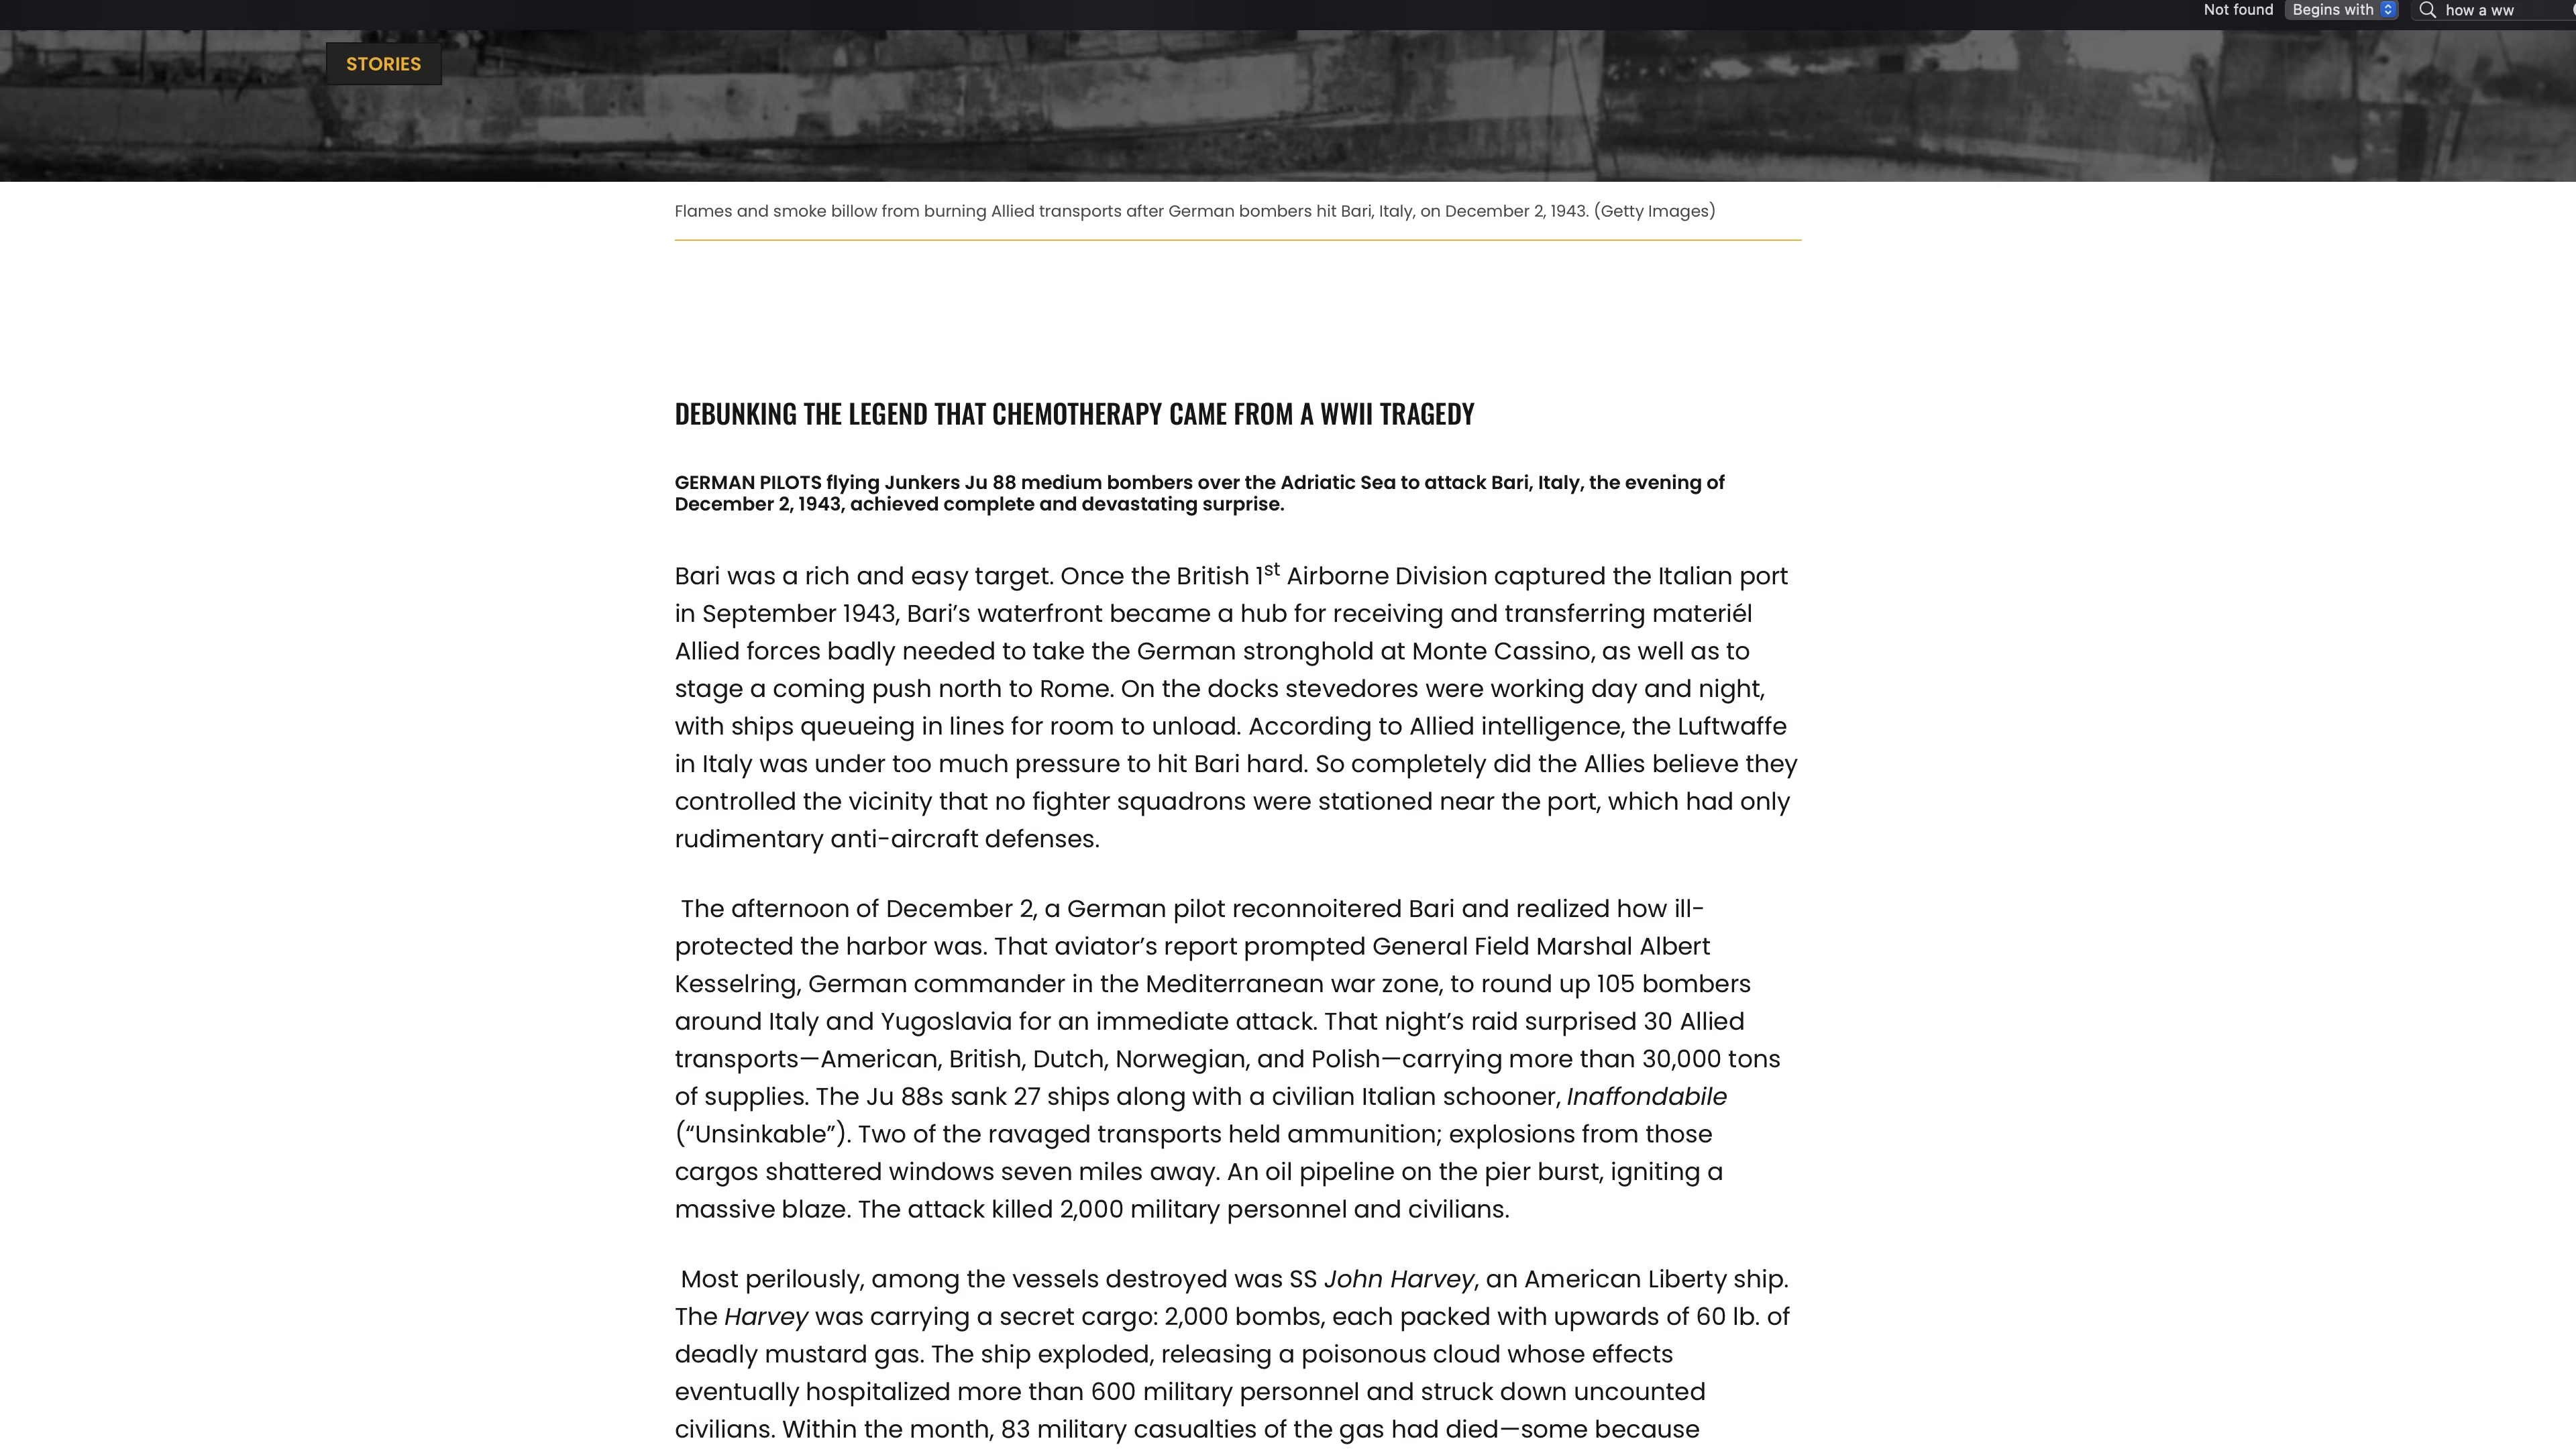 Not found Begins with how a ww
STORIES
Flames and smoke billow from burning Allied transports after German bombers hit Bari, Italy, on December 2, 1943. (Getty Images)
DEBUNKING THE LEGEND THAT CHEMOTHERAPY CAME FROM A WWII TRAGEDY
GERMAN PILOTS flying Junkers Ju 88 medium bombers over the Adriatic Sea to attack Bari, Italy, the evening of
December 2, 1943, achieved complete and devastating surprise.
Bari was a rich and easy target. Once the British 1st Airborne Division captured the Italian port
in September 1943, Bari’s waterfront became a hub for receiving and transferring materiél
Allied forces badly needed to take the German stronghold at Monte Cassino, as well as to
stage a coming push north to Rome. On the docks stevedores were working day and night,
with ships queueing in lines for room to unload. According to Allied intelligence, the Luftwaffe
in Italy was under too much pressure to hit Bari hard. So completely did the Allies believe they
controlled the vicinity that no fighter squadrons were stationed near the port, which had only
rudimentary anti-aircraft defenses.
The afternoon of December 2, a German pilot reconnoitered Bari and realized how ill-
protected the harbor was. That aviator’s report prompted General Field Marshal Albert
Kesselring, German commander in the Mediterranean war zone, to round up 105 bombers
around Italy and Yugoslavia for an immediate attack. That night’s raid surprised 30 Allied
transports—American, British, Dutch, Norwegian, and Polish—carrying more than 30,000 tons
of supplies. The Ju 88s sank 27 ships along with a civilian Italian schooner, Inaffondabile
(“Unsinkable”). Two of the ravaged transports held ammunition; explosions from those
cargos shattered windows seven miles away. An oil pipeline on the pier burst, igniting a
massive blaze. The attack killed 2,000 military personnel and civilians.
Most perilously, among the vessels destroyed was SS John Harvey, an American Liberty ship.
The Harvey was carrying a secret cargo: 2,000 bombs, each packed with upwards of 60 lb. of
deadly mustard gas. The ship exploded, releasing a poisonous cloud whose effects
eventually hospitalized more than 600 military personnel and struck down uncounted
civilians. Within the month, 83 military casualties of the gas had died—some because